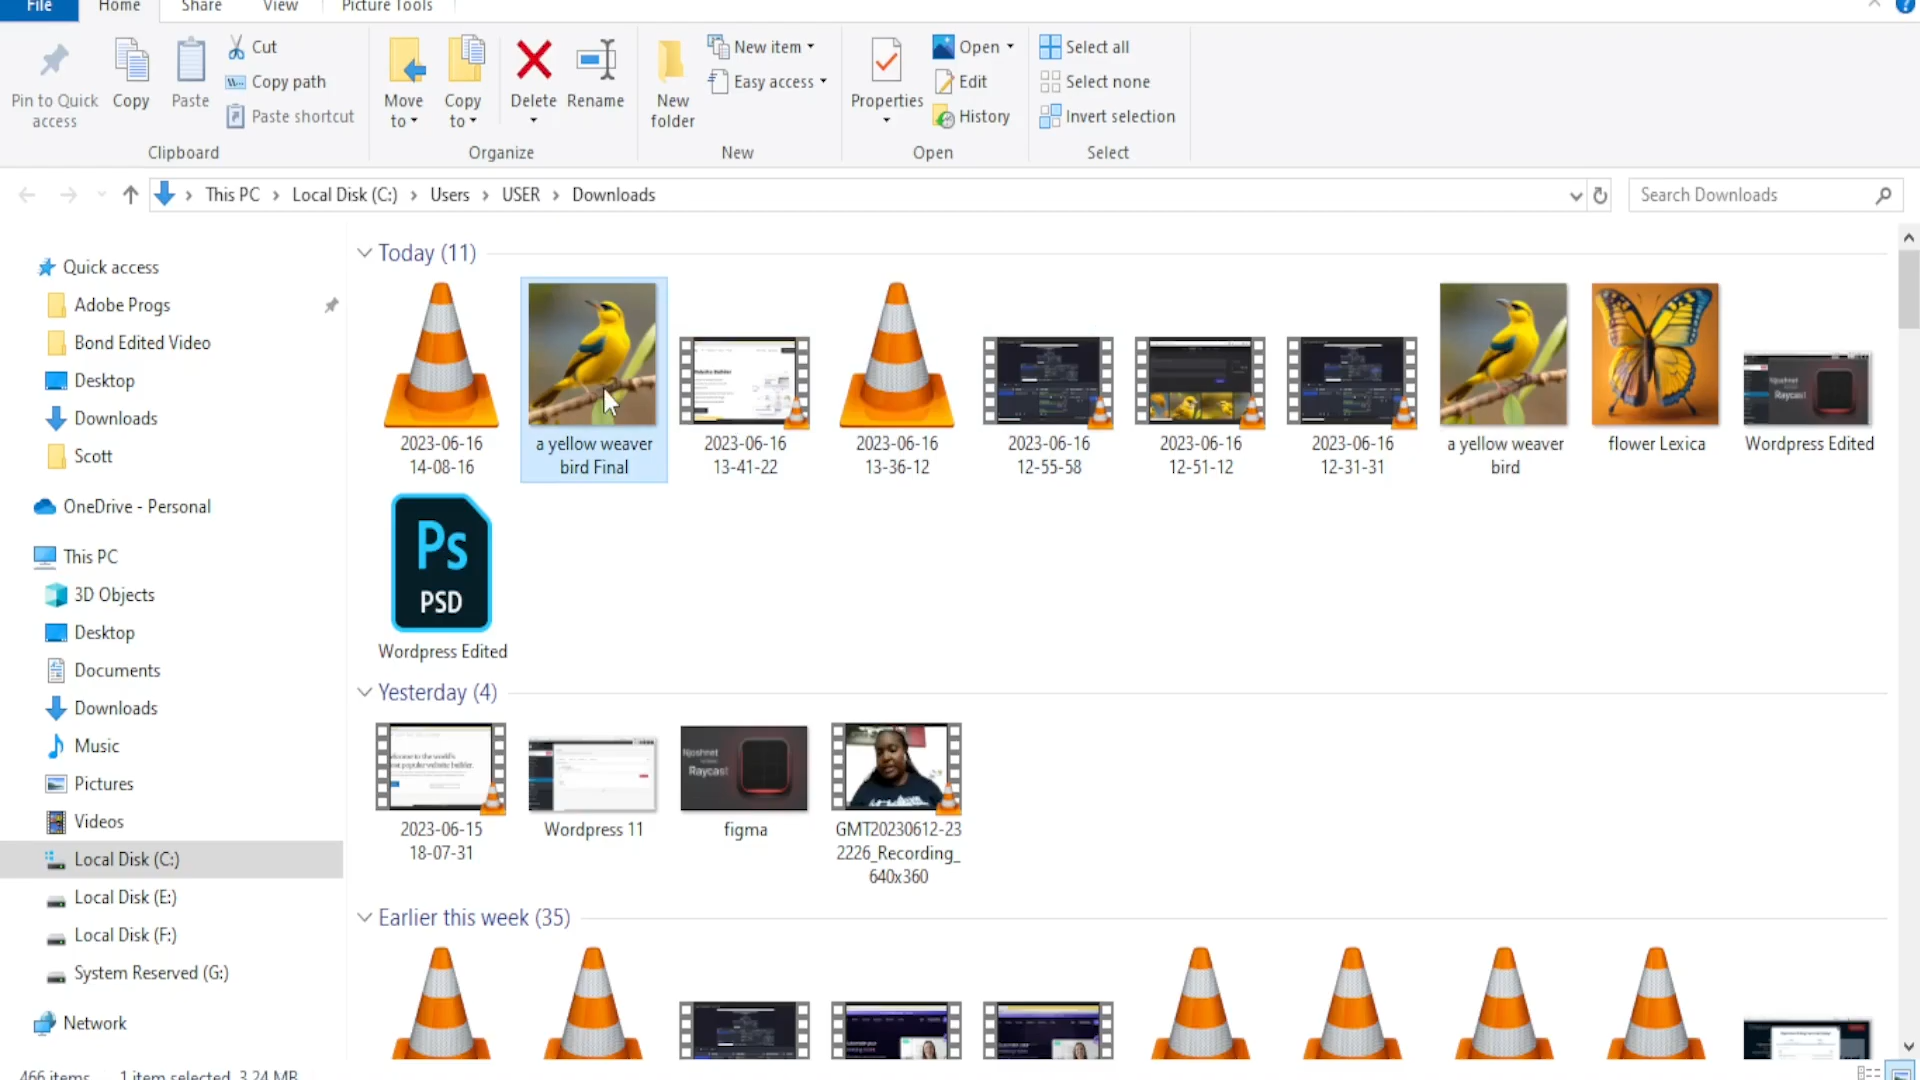 File Home Share View Picture Tools
Pin to Quick access
Copy
Paste
Cut
Copy path
Paste shortcut
Clipboard
Move to
Copy to
Delete
Rename
Organize
New folder
New item
Easy access
New
Properties
Open
Edit
History
Open
Select all
Select none
Invert selection
Select
This PC > Local Disk (C:) > Users > USER > Downloads
Search Downloads
Quick access
Adobe Progs
Bond Edited Video
Desktop
Downloads
Scott
OneDrive - Personal
This PC
3D Objects
Desktop
Documents
Downloads
Music
Pictures
Videos
Local Disk (C:)
Local Disk (E:)
Local Disk (F:)
System Reserved (G:)
Network
Today (11)
2023-06-16
14-08-16
a yellow weaver
bird Final
2023-06-16
13-41-22
2023-06-16
13-36-12
2023-06-16
12-55-58
2023-06-16
12-51-12
2023-06-16
12-31-31
a yellow weaver
bird
flower Lexica
Njoshnet
Raycast
Wordpress Edited
Ps
PSD
Wordpress Edited
Yesterday (4)
2023-06-15
18-07-31
Wordpress 11
Njoshnet
Raycast
figma
GMT20230612-23
2226_Recording_
640x360
Earlier this week (35)
466 items 1 item selected 3.24 MB